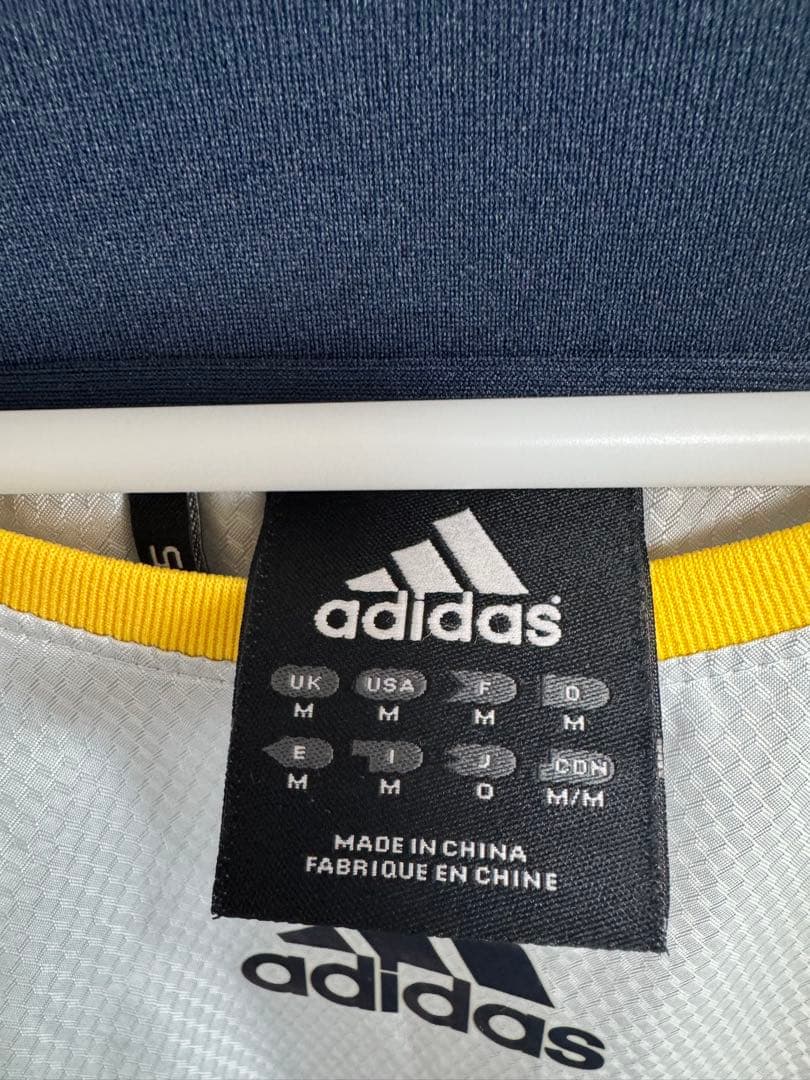 adidas
UK USA F D
M M M M
E I J CDN
M M O M/M
MADE IN CHINA
FABRIQUE EN CHINE
adidas